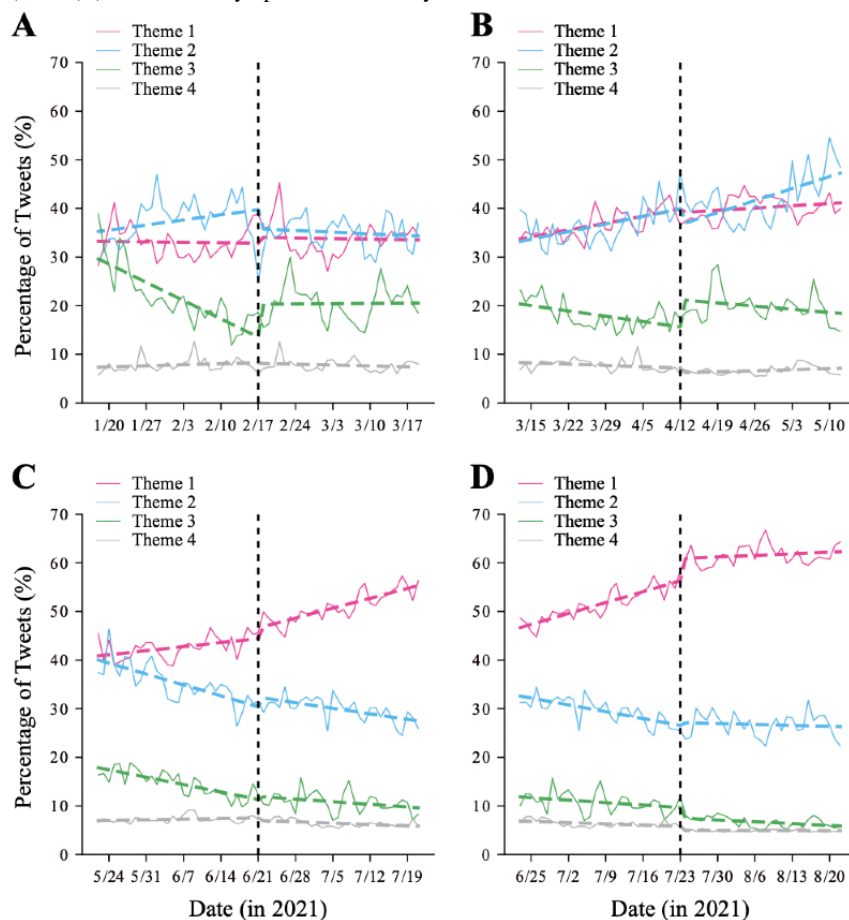 A
B
Theme 1
Theme 2
Theme 3
Theme 4
Theme 1
Theme 2
Theme 3
Theme 4
Percentage of Tweets (%)
70
60
50
40
30
20
10
0
70
60
50
40
30
20
10
0
1/20 1/27 2/3 2/10 2/17 2/24 3/3 3/10 3/17
3/15 3/22 3/29 4/5 4/12 4/19 4/26 5/3 5/10
C
D
Theme 1
Theme 2
Theme 3
Theme 4
Theme 1
Theme 2
Theme 3
Theme 4
Percentage of Tweets (%)
70
60
50
40
30
20
10
0
70
60
50
40
30
20
10
0
5/24 5/31 6/7 6/14 6/21 6/28 7/5 7/12 7/19
6/25 7/2 7/9 7/16 7/23 7/30 8/6 8/13 8/20
Date (in 2021)
Date (in 2021)